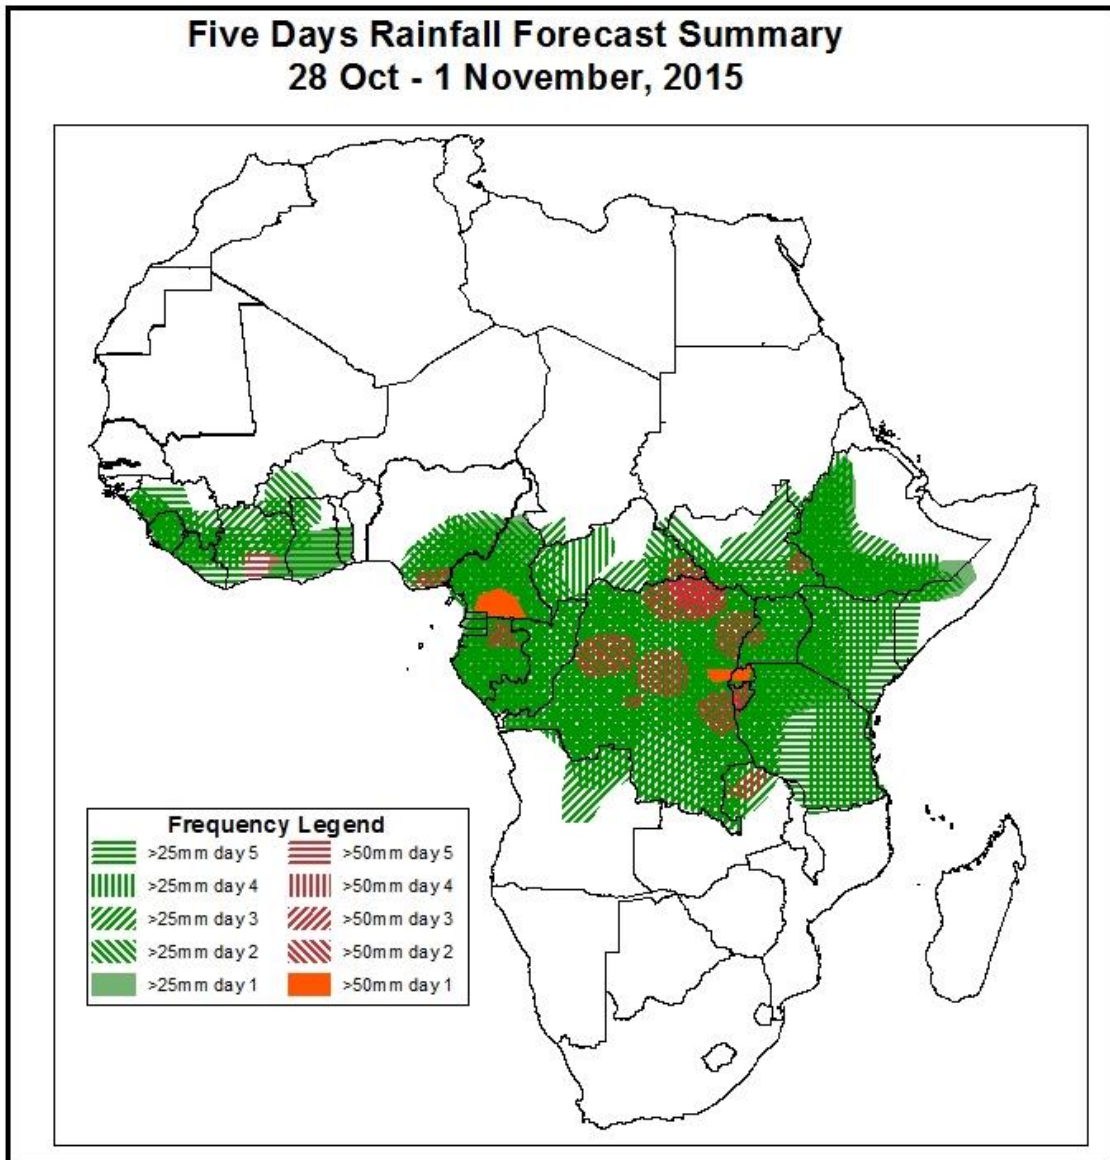 Five Days Rainfall Forecast Summary
28 Oct - 1 November, 2015
Frequency Legend
>25mm day 5
>50mm day 5
>25mm day 4
>50mm day 4
>25mm day 3
>50mm day 3
>25mm day 2
>50mm day 2
>25mm day 1
>50mm day 1